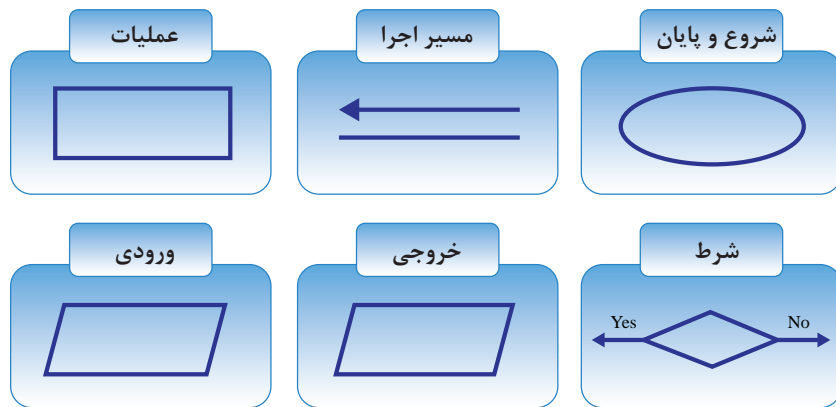 شروع و پایان
مسیر اجرا
عملیات
شرط
Yes
No
خروجی
ورودی